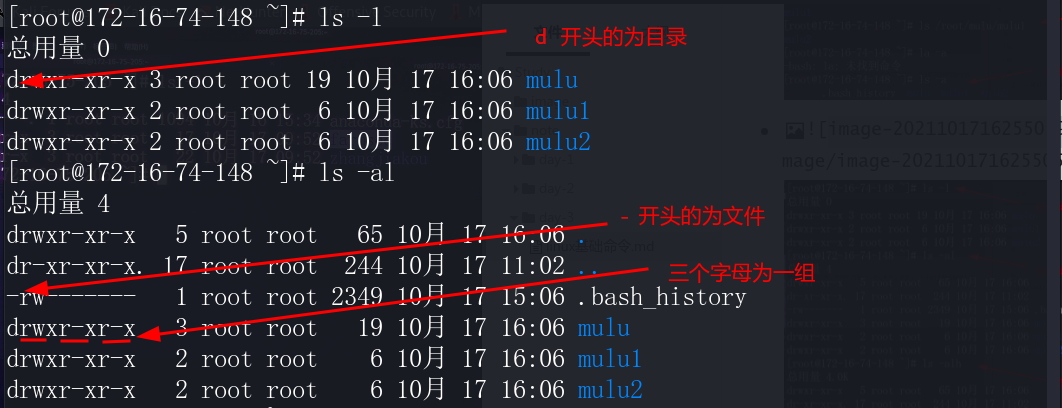 [root@172-16-74-148 ~]# ls -l
总用量 0
d 开头的为目录
drwxr-xr-x 3 root root 19 10月 17 16:06 mulu
drwxr-xr-x 2 root root  6 10月 17 16:06 mulu1
drwxr-xr-x 2 root root  6 10月 17 16:06 mulu2
![image-20211017162550
[root@172-16-74-148 ~]# ls -al
总用量 4
- 开头的为文件
drwxr-xr-x   5 root root   65 10月 17 16:06 .
dr-xr-xr-x. 17 root root  244 10月 17 11:02 ..
三个字母为一组
-rw-------   1 root root 2349 10月 17 15:06 .bash_history
drwxr-xr-x   3 root root   19 10月 17 16:06 mulu
drwxr-xr-x   2 root root    6 10月 17 16:06 mulu1
drwxr-xr-x   2 root root    6 10月 17 16:06 mulu2